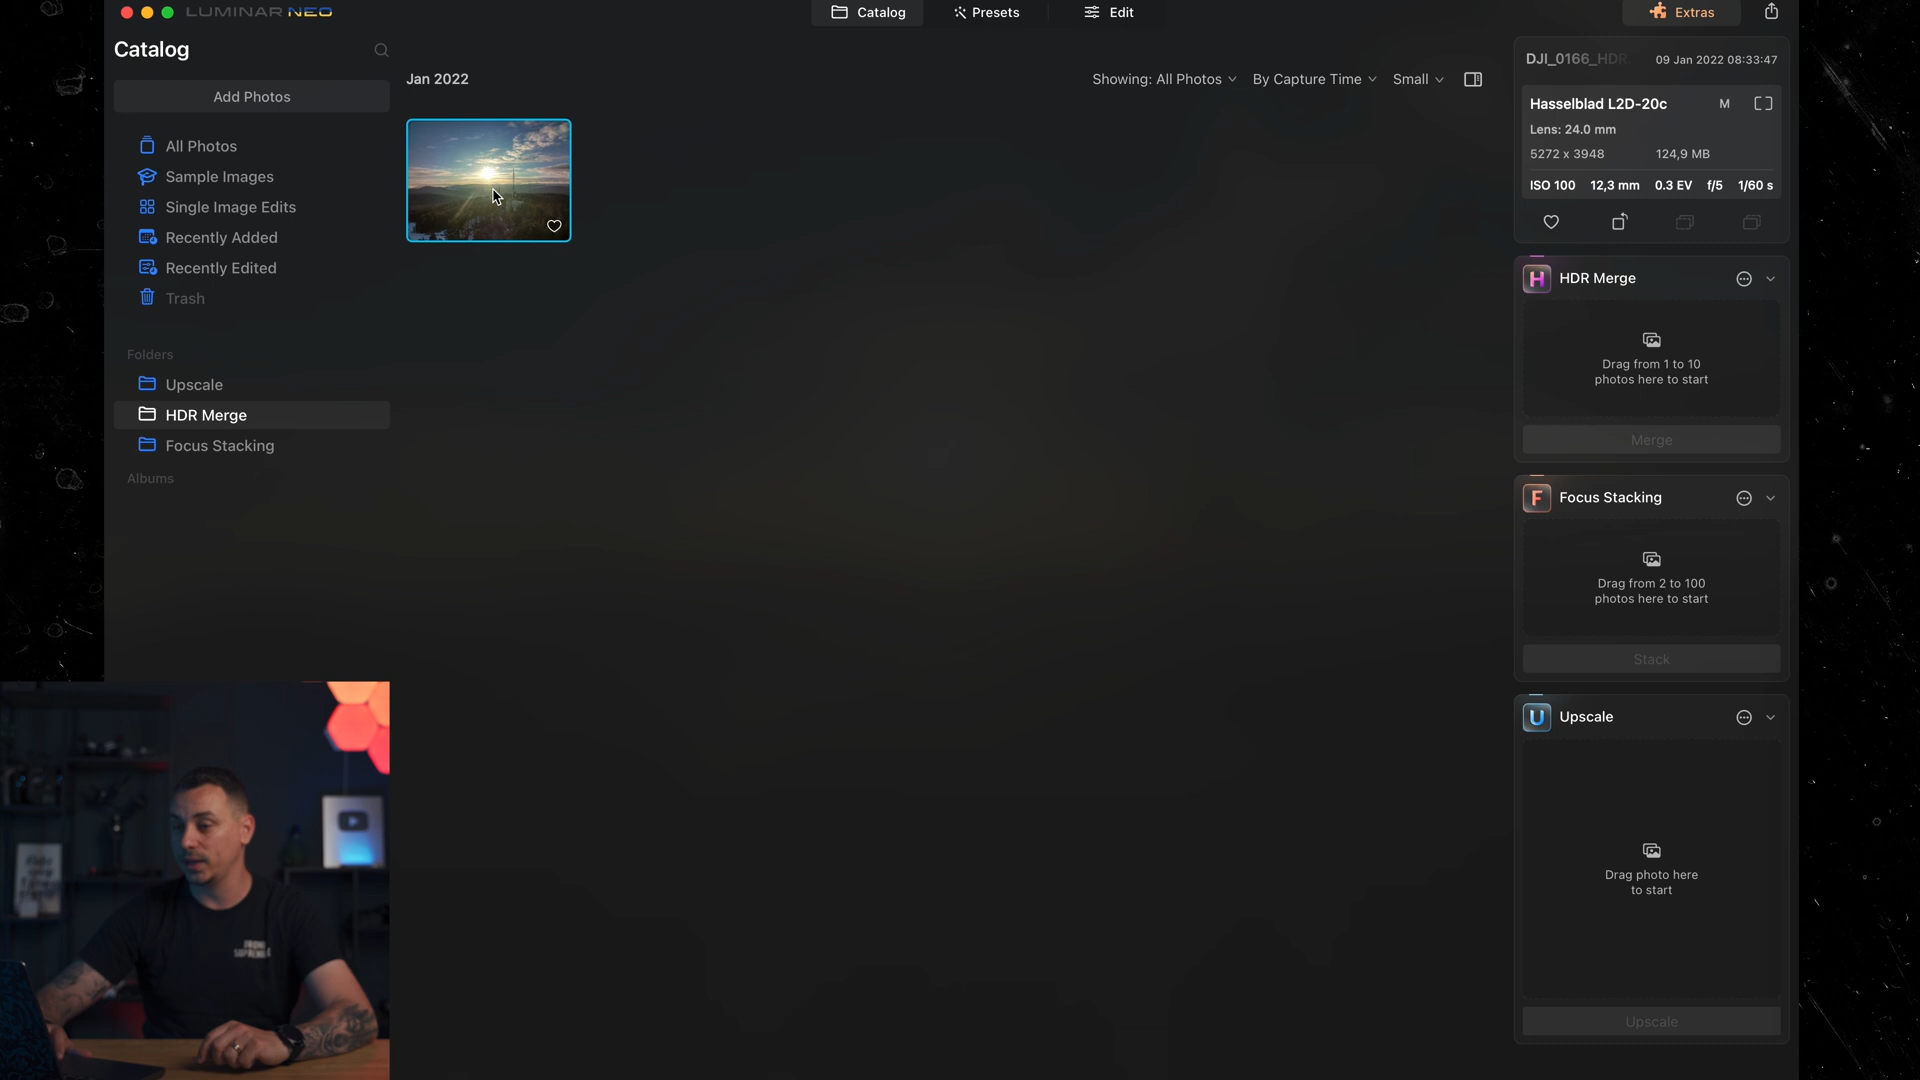 LUMINAR NEO
Catalog
Presets
Edit
Extras
Catalog
Add Photos
All Photos
Sample Images
Single Image Edits
Recently Added
Recently Edited
Trash
Folders
Upscale
HDR Merge
Focus Stacking
Albums
Jan 2022
Showing: All Photos
By Capture Time
Small
DJI_0166_HDR
09 Jan 2022 08:33:47
Hasselblad L2D-20c
M
Lens: 24.0 mm
5272 x 3948
124,9 MB
ISO 100
12,3 mm
0.3 EV
f/5
1/60 s
H
HDR Merge
Drag from 1 to 10
photos here to start
Merge
F
Focus Stacking
Drag from 2 to 100
photos here to start
Stack
U
Upscale
Drag photo here
to start
Upscale